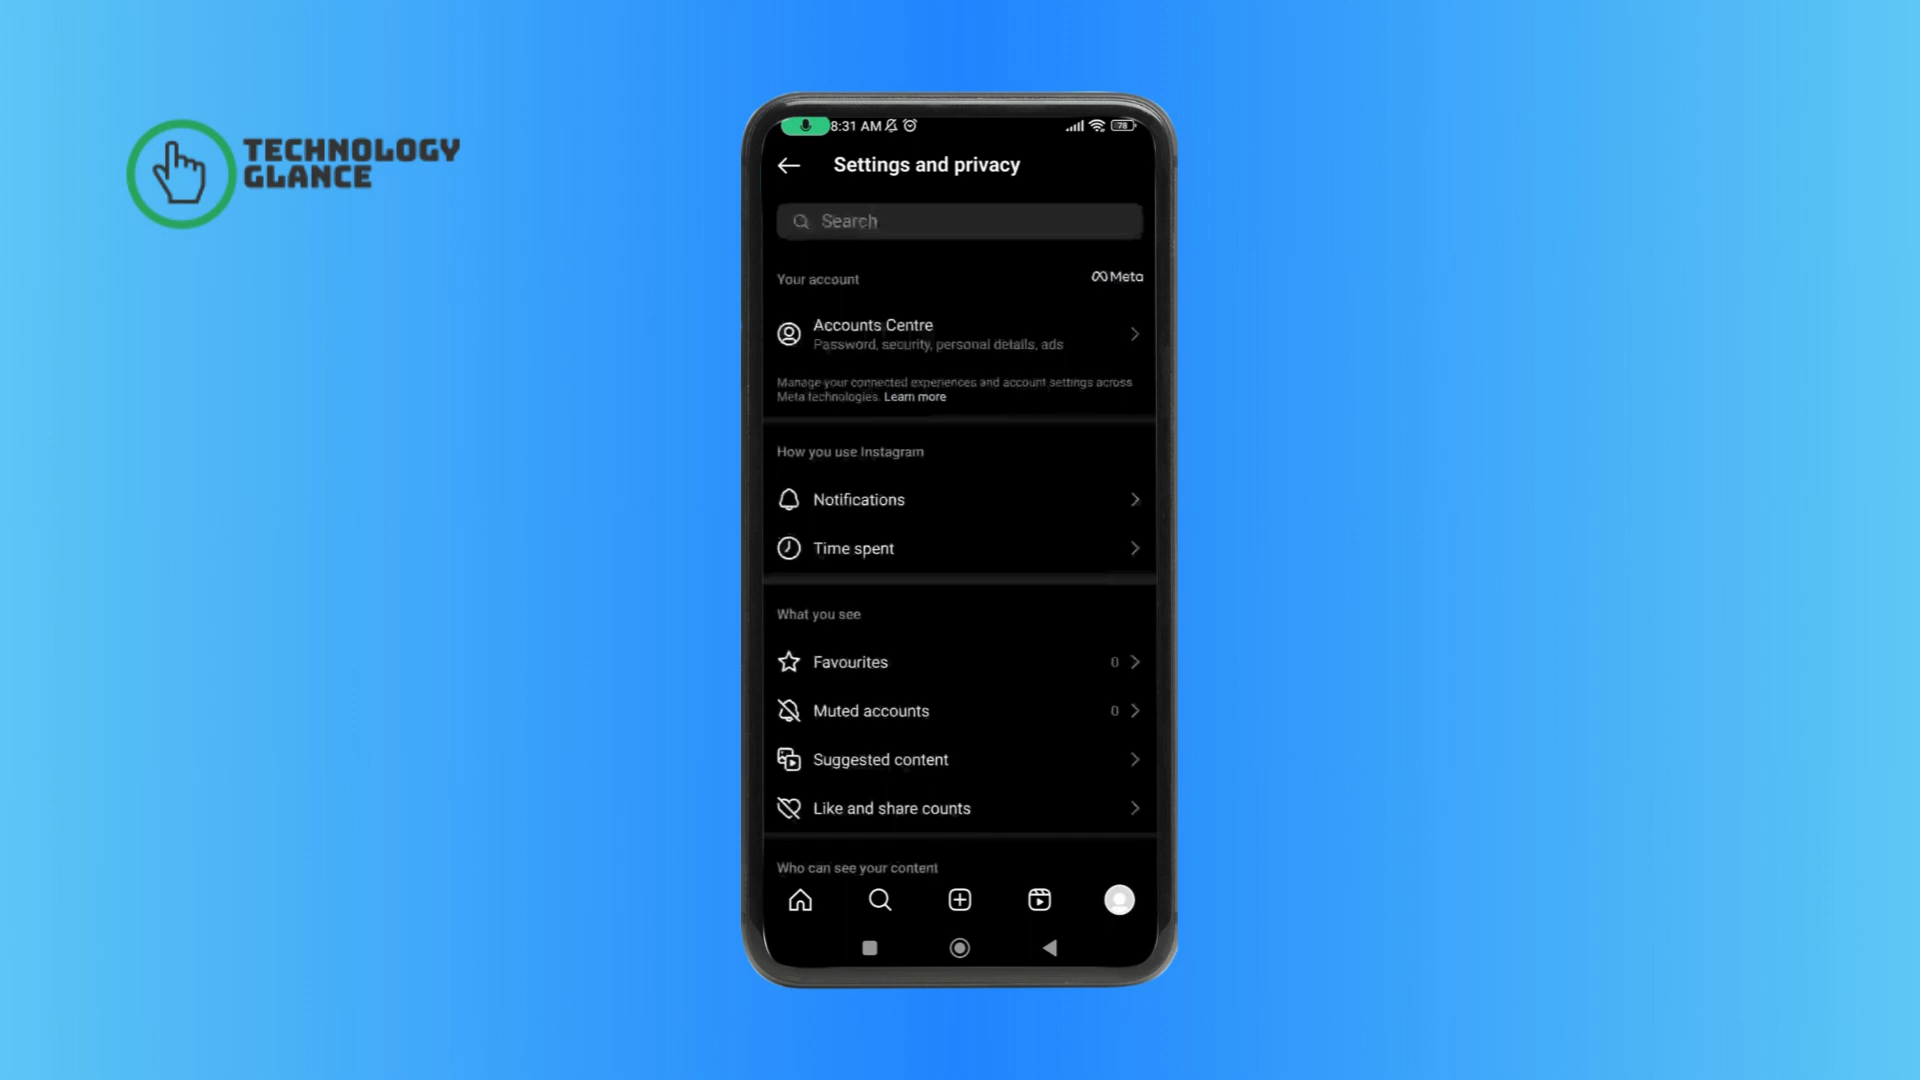 TECHNOLOGY
GLANCE
8:31 AM
78
Settings and privacy
Search
Your account
Meta
Accounts Centre
Password, security, personal details, ads
Manage your connected experiences and account settings across
Meta technologies. Learn more
How you use Instagram
Notifications
Time spent
What you see
Favourites 0
Muted accounts 0
Suggested content
Like and share counts
Who can see your content